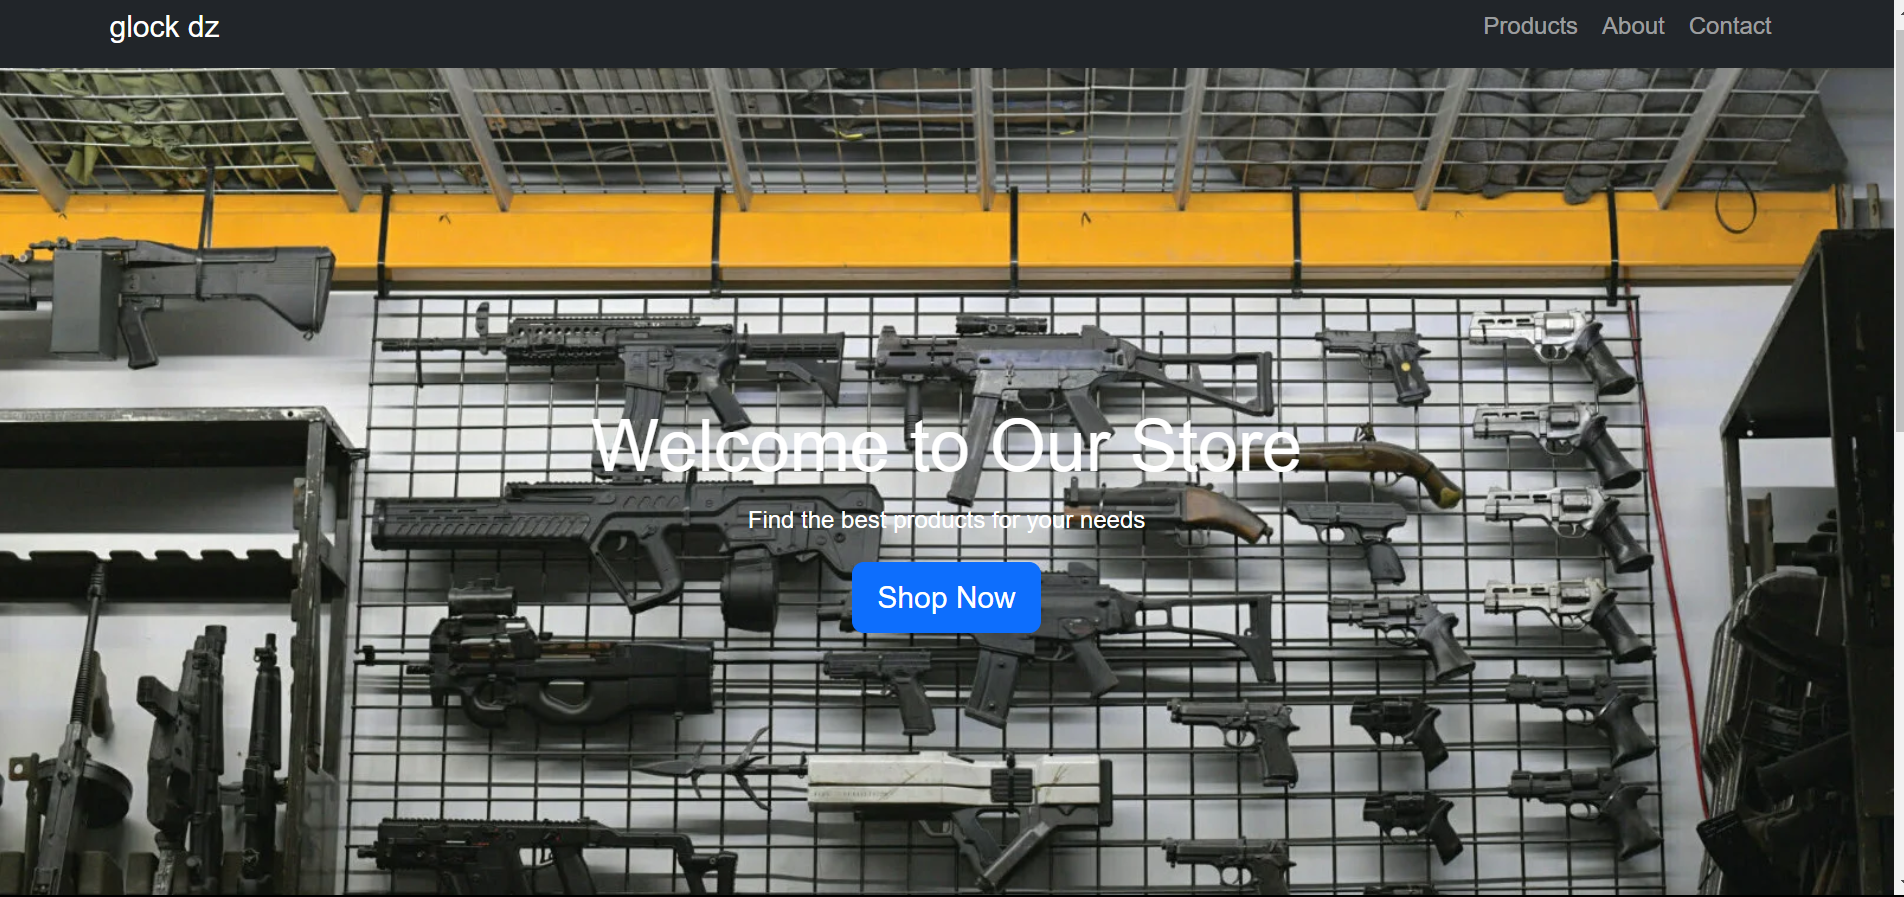 glock dz
Products About Contact
Welcome to Our Store
Find the best products for your needs
Shop Now